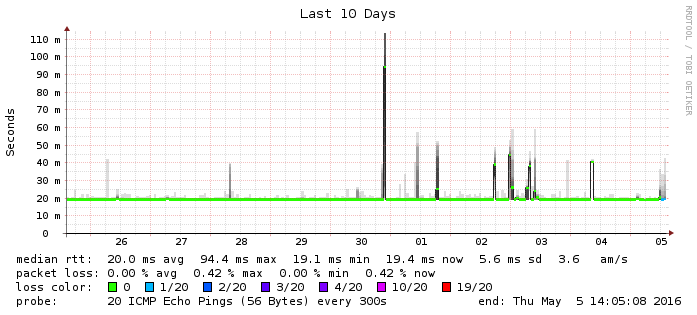 Last 10 Days
RRDTOOL / TOBI OETIKER
Seconds
110 m
100 m
90 m
80 m
70 m
60 m
50 m
40 m
30 m
20 m
10 m
0
26 27 28 29 30 01 02 03 04 05
median rtt: 20.0 ms avg 94.4 ms max 19.1 ms min 19.4 ms now 5.6 ms sd 3.6 am/s
packet loss: 0.00 % avg 0.42 % max 0.00 % min 0.42 % now
loss color: 0 1/20 2/20 3/20 4/20 10/20 19/20
probe: 20 ICMP Echo Pings (56 Bytes) every 300s end: Thu May 5 14:05:08 2016